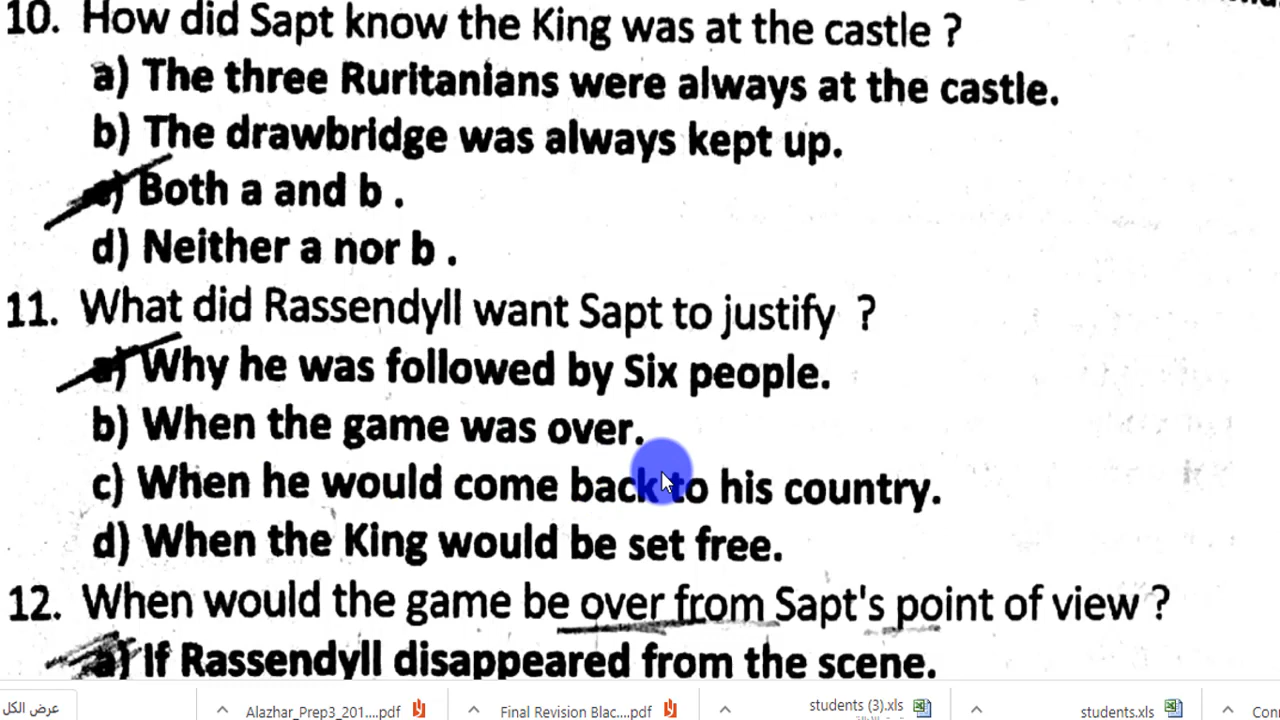 10. How did Sapt know the King was at the castle ?
a) The three Ruritanians were always at the castle.
b) The drawbridge was always kept up.
c) Both a and b .
d) Neither a nor b .
11. What did Rassendyll want Sapt to justify ?
a) Why he was followed by Six people.
b) When the game was over.
c) When he would come back to his country.
d) When the King would be set free.
12. When would the game be over from Sapt's point of view ?
a) If Rassendyll disappeared from the scene.
عرض الكل
Alazhar_Prep3_201....pdf
Final Revision Blac....pdf
students (3).xls
students.xls